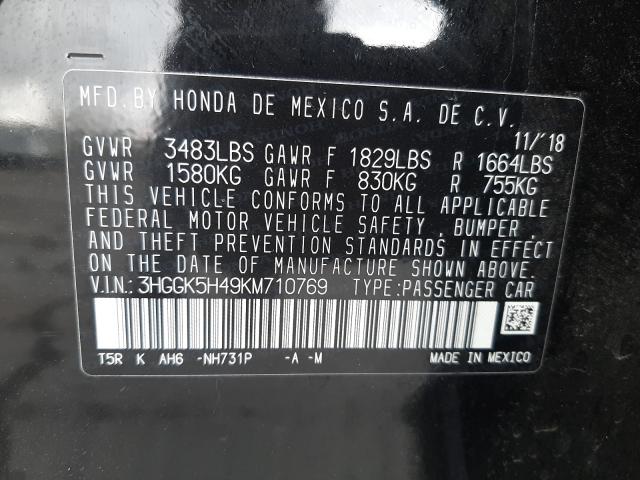 MFD. BY HONDA DE MEXICO S.A. DE C.V.
11/'18
GVWR 3483LBS GAWR F 1829LBS R 1664LBS
GVWR 1580KG GAWR F 830KG R 755KG
THIS VEHICLE CONFORMS TO ALL APPLICABLE
FEDERAL MOTOR VEHICLE SAFETY , BUMPER ,
AND THEFT PREVENTION STANDARDS IN EFFECT
ON THE DATE OF MANUFACTURE SHOWN ABOVE.
V.I.N.: 3HGGK5H49KM710769 TYPE:PASSENGER CAR
T5R K AH6 -NH731P -A -M MADE IN MEXICO